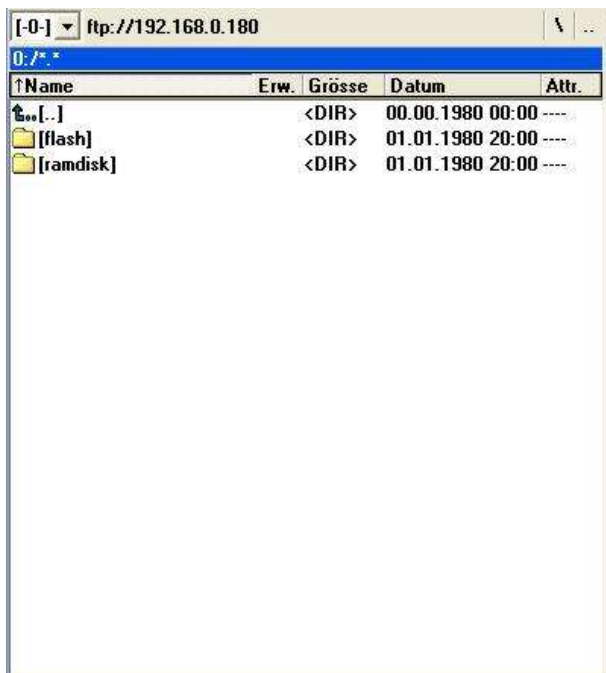 [-0-] ftp://192.168.0.180 \ ..
0:/*.*
↑Name Erw. Grösse Datum Attr.
[..] <DIR> 00.00.1980 00:00 ----
[flash] <DIR> 01.01.1980 20:00 ----
[ramdisk] <DIR> 01.01.1980 20:00 ----